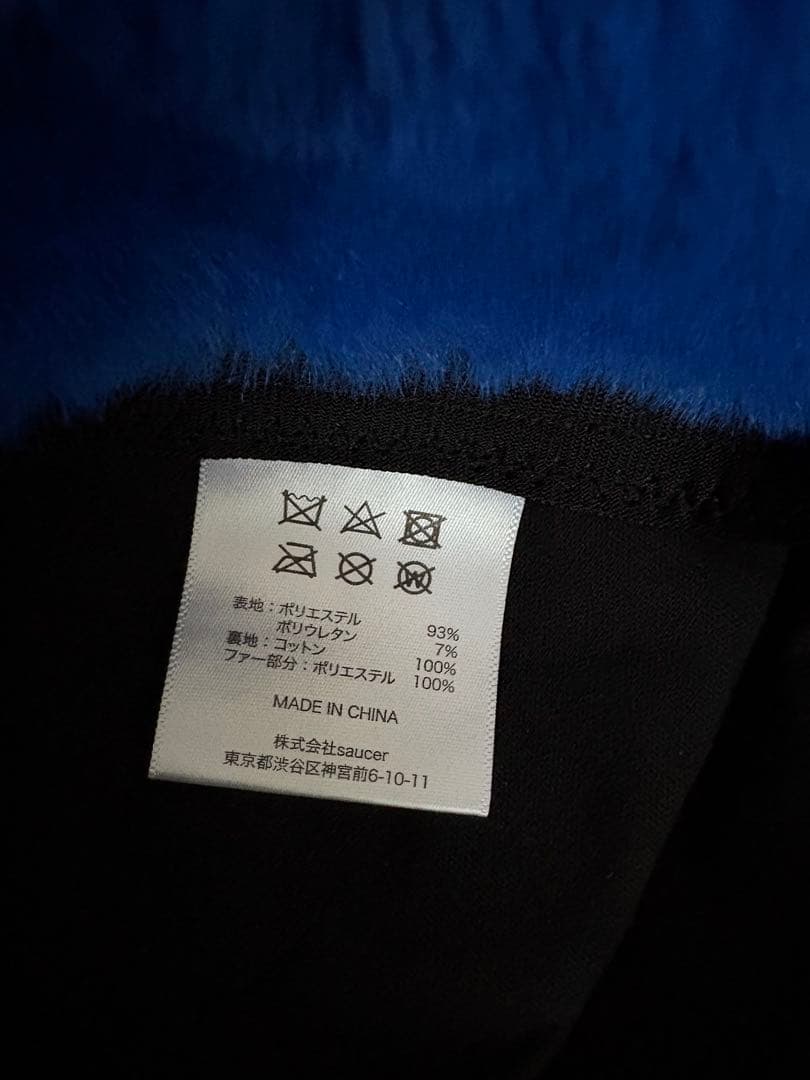 表地：ポリエステル 93%
ポリウレタン 7%
裏地：コットン 100%
ファー部分：ポリエステル 100%
MADE IN CHINA
株式会社saucer
東京都渋谷区神宮前6-10-11